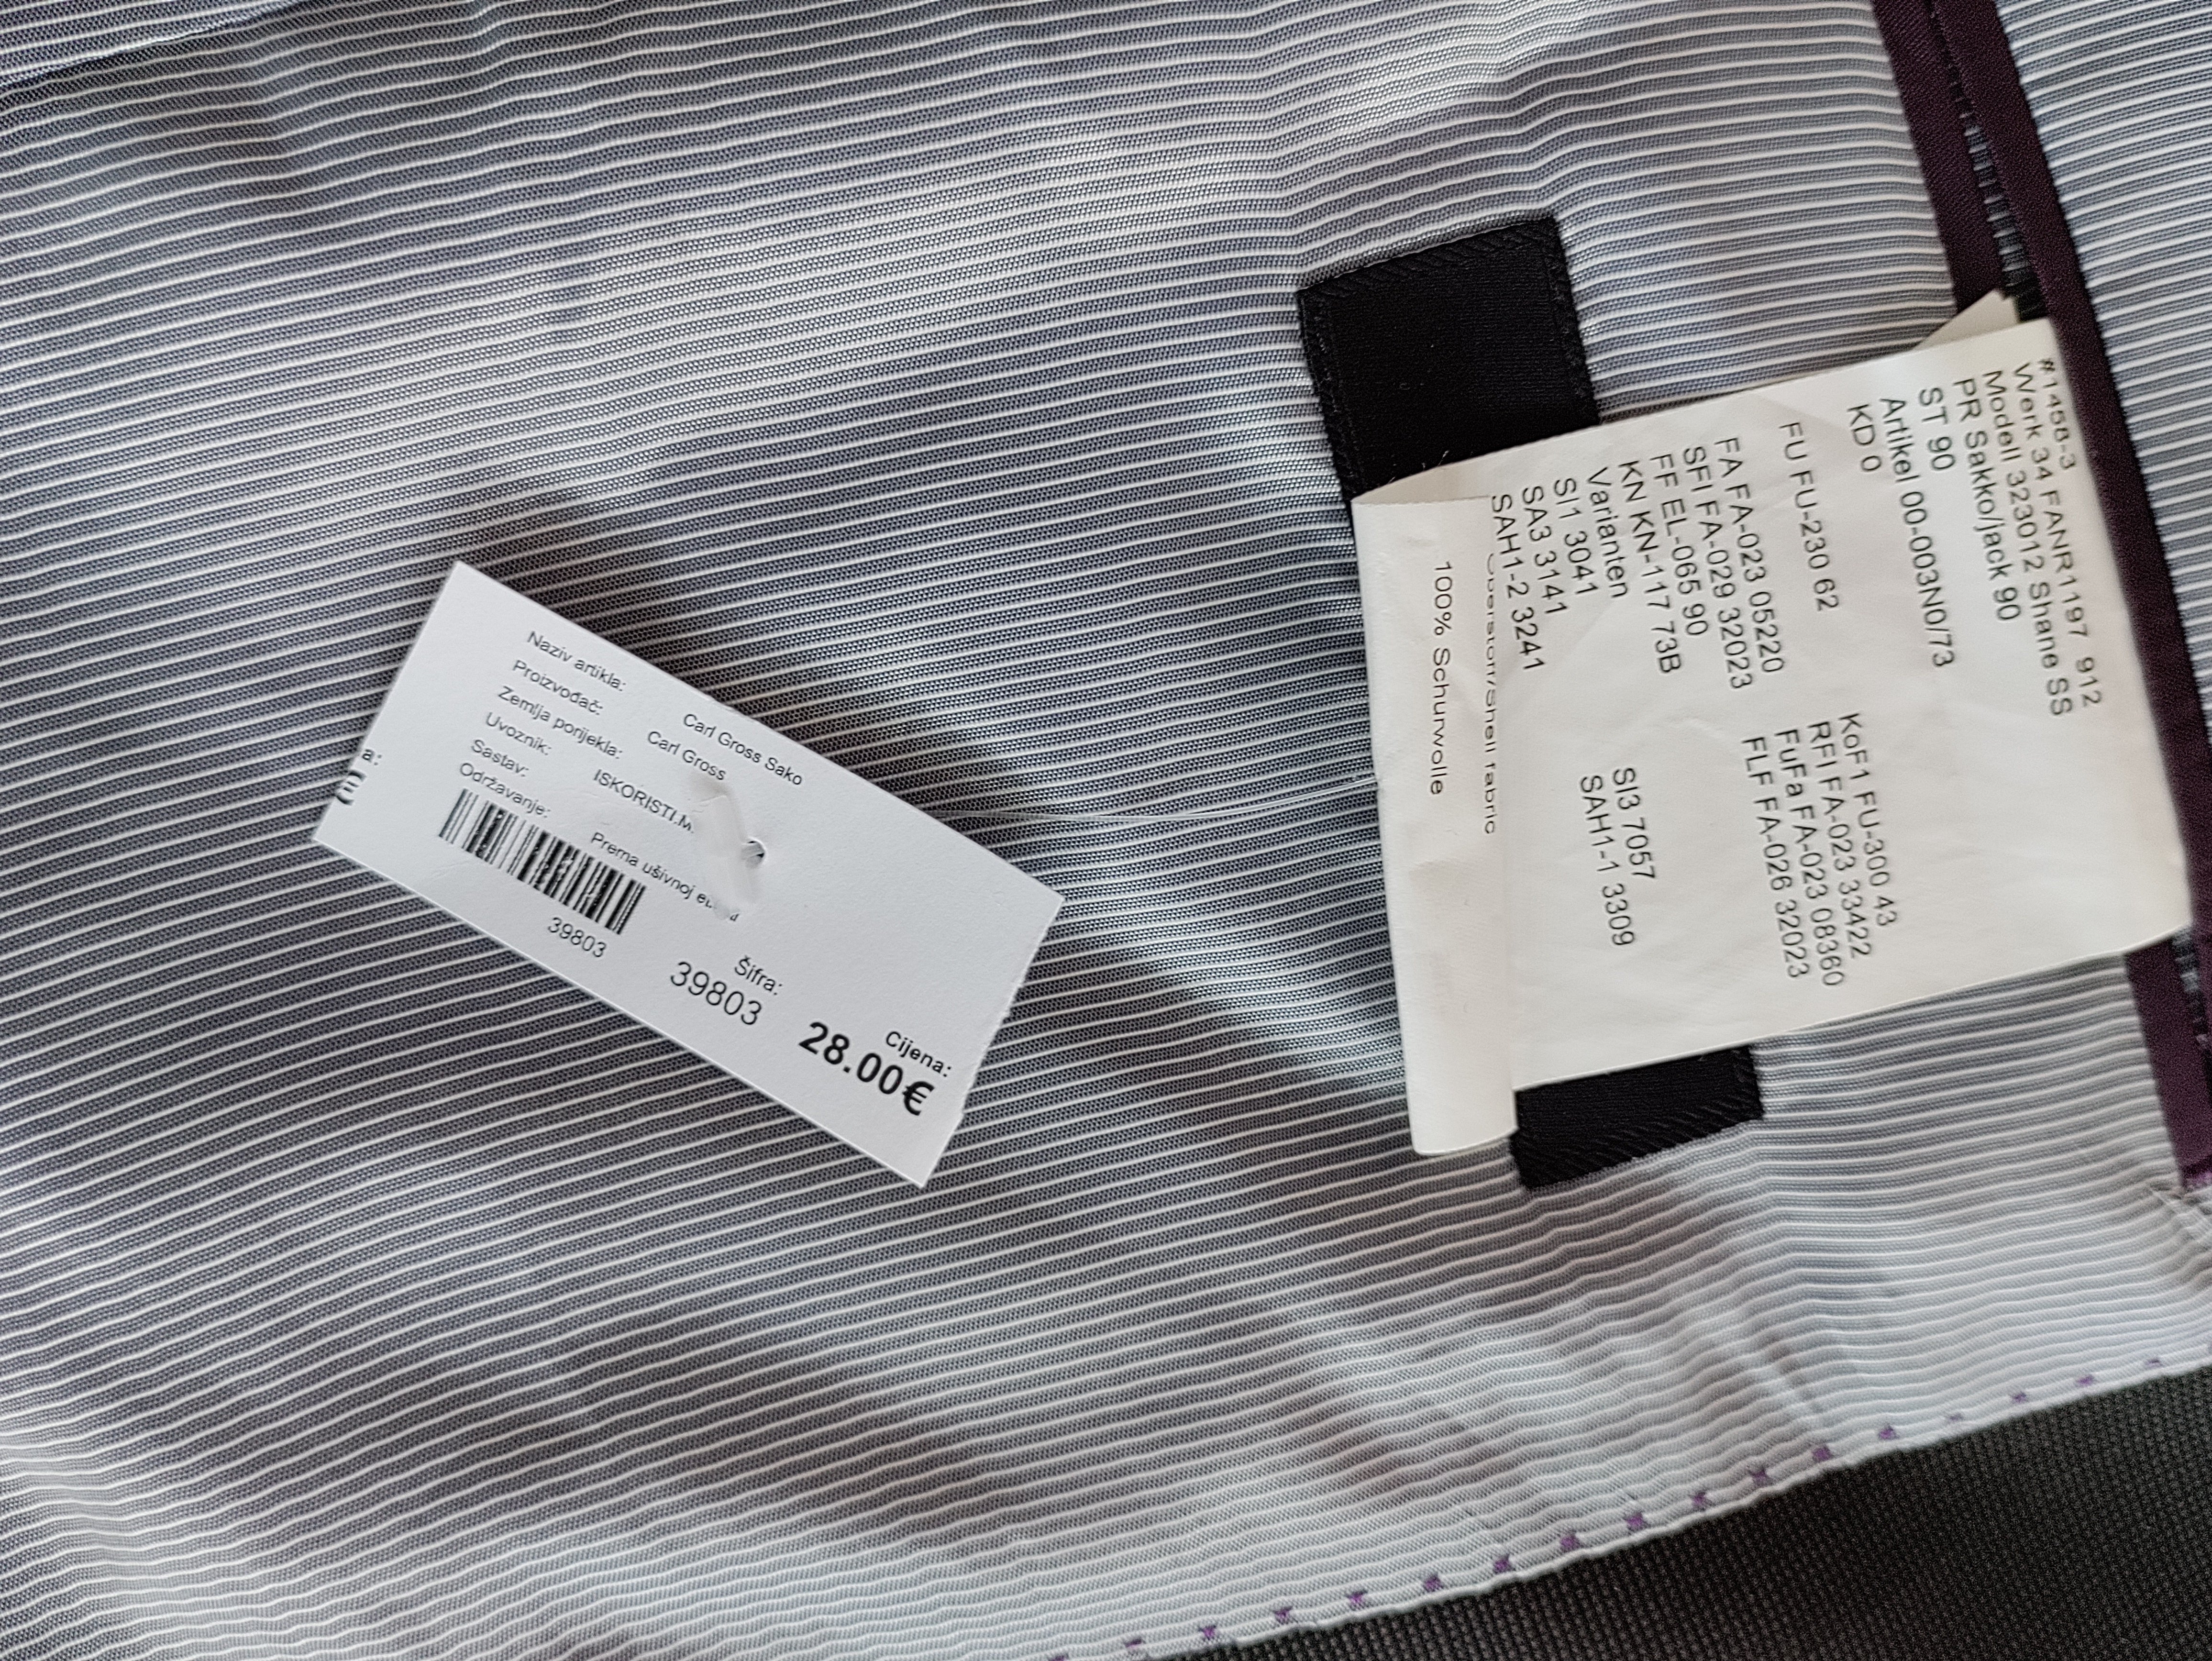 Naziv artikla: Carl Gross Sako
Proizvođač: Carl Gross
Zemlja porijekla:
Uvoznik: ISKORISTI.M
Sastav:
Održavanje: Prema ušivnoj
39803
Šifra:
39803
Cijena:
28.00€
a:
€
#1458-3
Werk 34 FANR1197 912
Modell 323012 Shane SS
PR Sakko/jack 90
ST 90
Artikel 00-003N0/73
KD 0
FU FU-230 62 KoF1 FU-300 43
RFI FA-023 33422
FA FA-023 05220 FuFa FA-023 08360
SFI FA-029 32023 FLF FA-026 32023
FF EL-065 90
KN KN-117 73B
Varianten
SI1 3041 SI3 7057
SA3 3141 SAH1-1 3309
SAH1-2 3241
Oberstoff/Shell fabric
100% Schurwolle